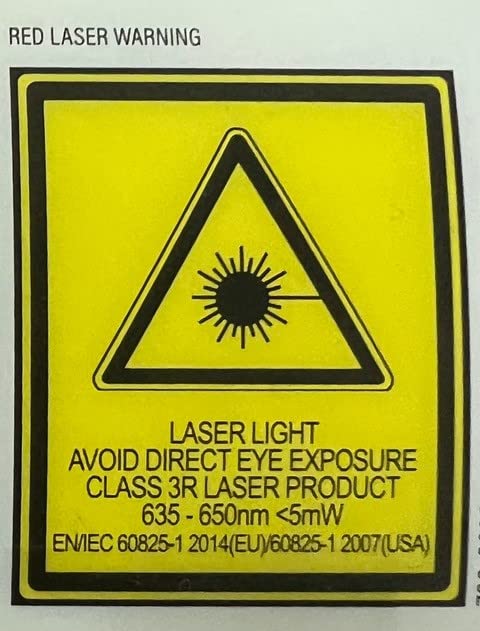 RED LASER WARNING
LASER LIGHT
AVOID DIRECT EYE EXPOSURE
CLASS 3R LASER PRODUCT
635 - 650nm <5mW
EN/IEC 60825-1 2014(EU)/60825-1 2007(USA)